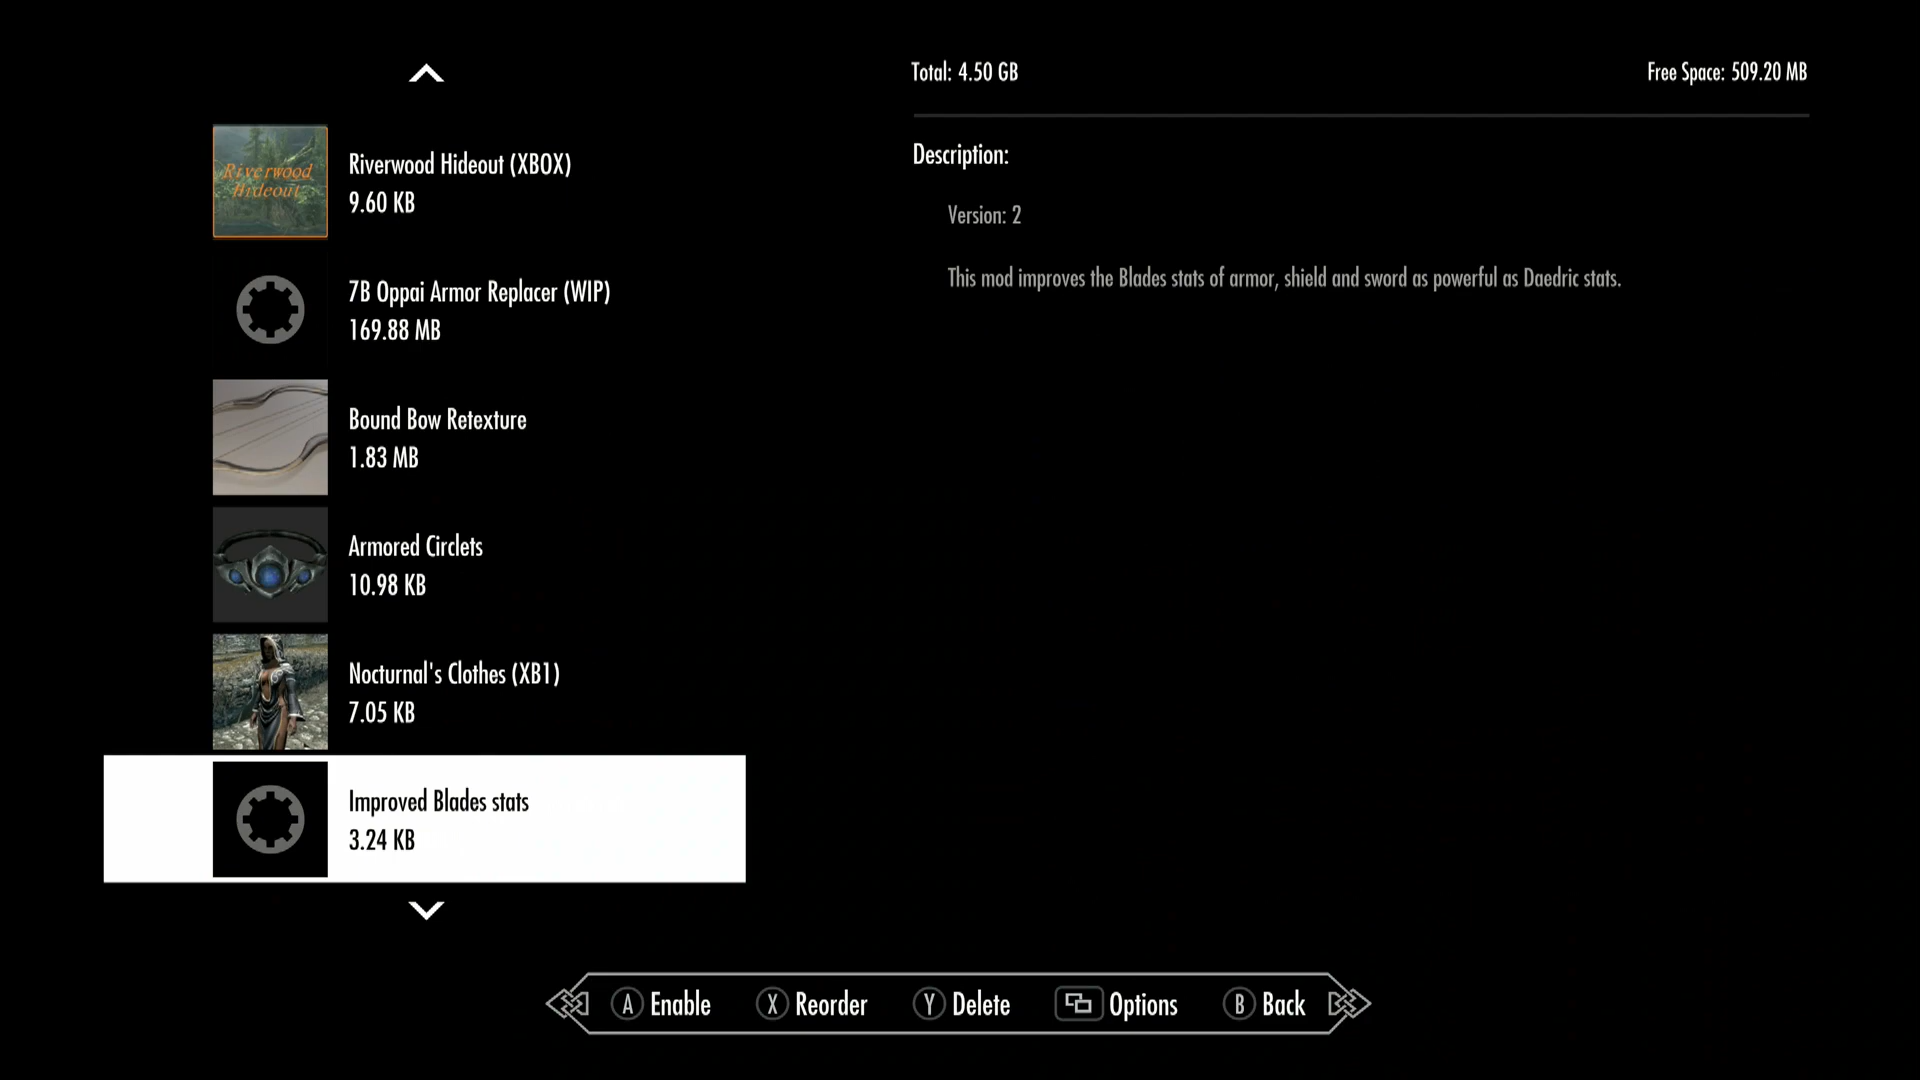 Total: 4.50 GB
Free Space: 509.20 MB
Riverwood
Hideout
Riverwood Hideout (XBOX)
9.60 KB
7B Oppai Armor Replacer (WIP)
169.88 MB
Bound Bow Retexture
1.83 MB
Armored Circlets
10.98 KB
Nocturnal's Clothes (XB1)
7.05 KB
Improved Blades stats
3.24 KB
Description:
Version: 2
This mod improves the Blades stats of armor, shield and sword as powerful as Daedric stats.
A Enable X Reorder Y Delete Options B Back